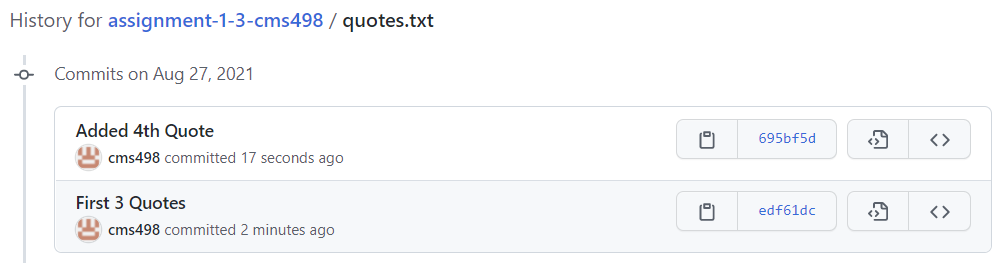 History for assignment-1-3-cms498 / quotes.txt
Commits on Aug 27, 2021
Added 4th Quote
cms498 committed 17 seconds ago
695bf5d
First 3 Quotes
cms498 committed 2 minutes ago
edf61dc